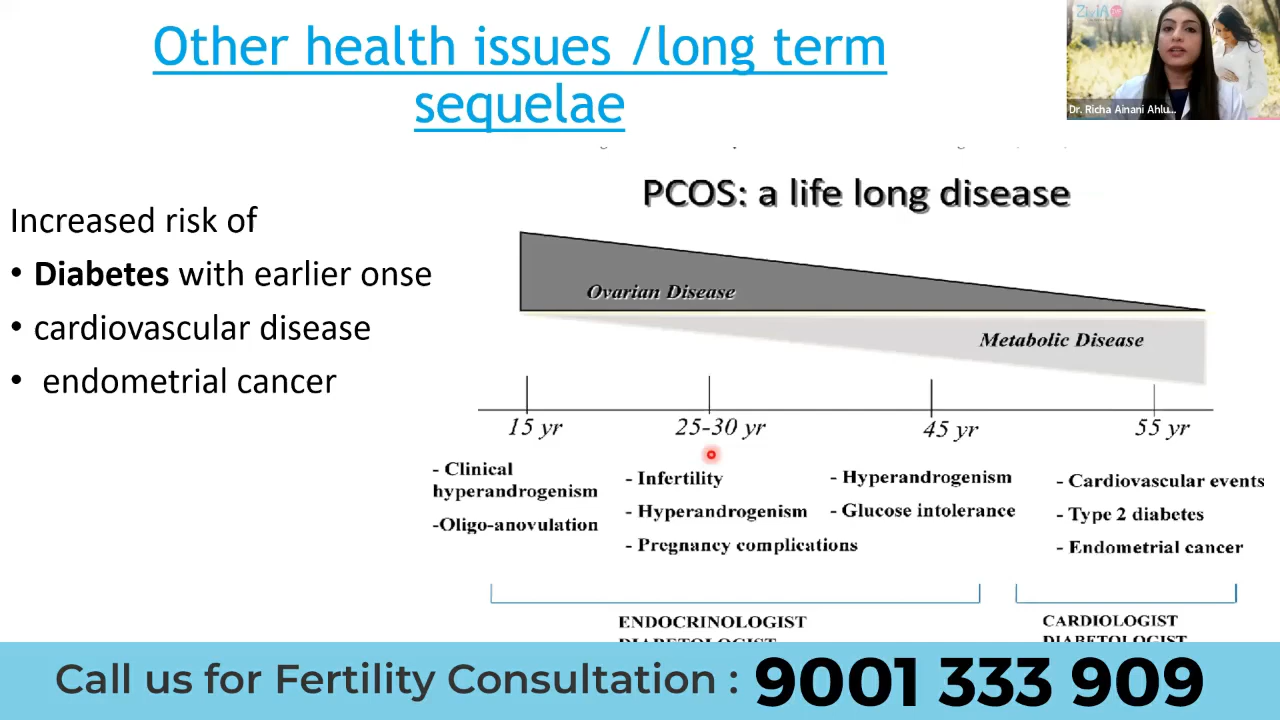 Other health issues /long term
sequelae
Dr. Richa Ainani Ahlu...
Increased risk of
• Diabetes with earlier onse
• cardiovascular disease
• endometrial cancer
PCOS: a life long disease
Ovarian Disease
Metabolic Disease
15 yr
25-30 yr
45 yr
55 yr
- Clinical
hyperandrogenism
-Oligo-anovulation
- Infertility
- Hyperandrogenism
- Pregnancy complications
- Hyperandrogenism
- Glucose intolerance
- Cardiovascular events
- Type 2 diabetes
- Endometrial cancer
ENDOCRINOLOGIST
DIABETOLOGIST
CARDIOLOGIST
DIABETOLOGIST
Call us for Fertility Consultation : 9001 333 909